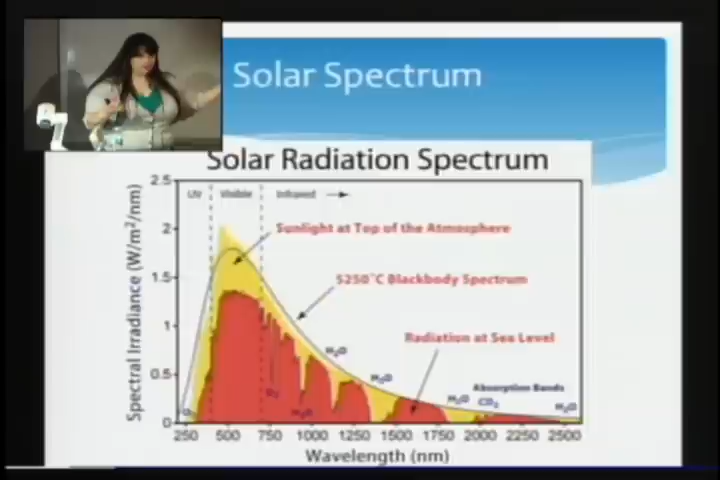 Solar Spectrum
Solar Radiation Spectrum
UV Visible Infrared
Sunlight at Top of the Atmosphere
5250°C Blackbody Spectrum
Radiation at Sea Level
H₂O
H₂O
Absorption Bands
H₂O CO₂ H₂O
O₂
H₂O
Spectral Irradiance (W/m²/nm)
2.5
2
1.5
1
0.5
0
250 500 750 1000 1250 1500 1750 2000 2250 2500
Wavelength (nm)